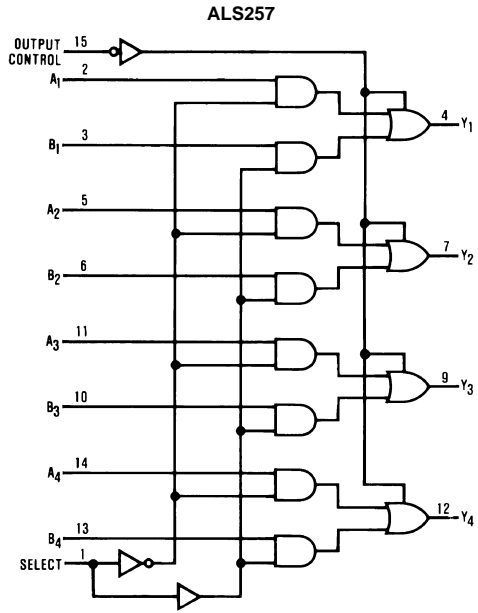 ALS257
OUTPUT 15
CONTROL
A1 2
4 Y1
B1 3
A2 5
7 Y2
B2 6
A3 11
9 Y3
B3 10
A4 14
12 Y4
B4 13
SELECT 1